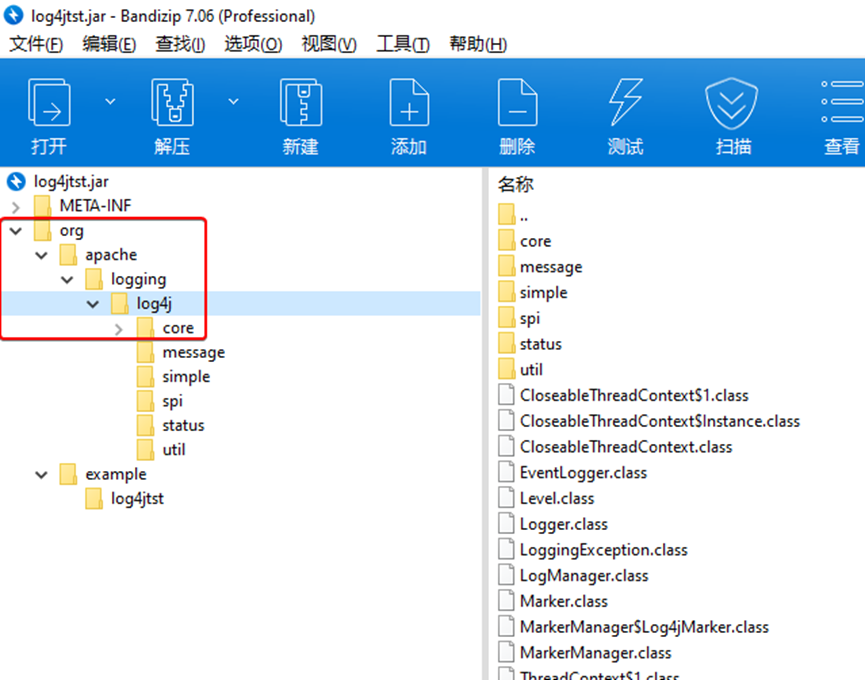 log4jtst.jar - Bandizip 7.06 (Professional)
文件(F) 编辑(E) 查找(I) 选项(O) 视图(V) 工具(T) 帮助(H)
打开 解压 新建 添加 删除 测试 扫描 查看
log4jtst.jar
META-INF
org
apache
logging
log4j
core
message
simple
spi
status
util
example
log4jtst
名称
..
core
message
simple
spi
status
util
CloseableThreadContext$1.class
CloseableThreadContext$Instance.class
CloseableThreadContext.class
EventLogger.class
Level.class
Logger.class
LoggingException.class
LogManager.class
Marker.class
MarkerManager$Log4jMarker.class
MarkerManager.class
ThreadContext$1.class